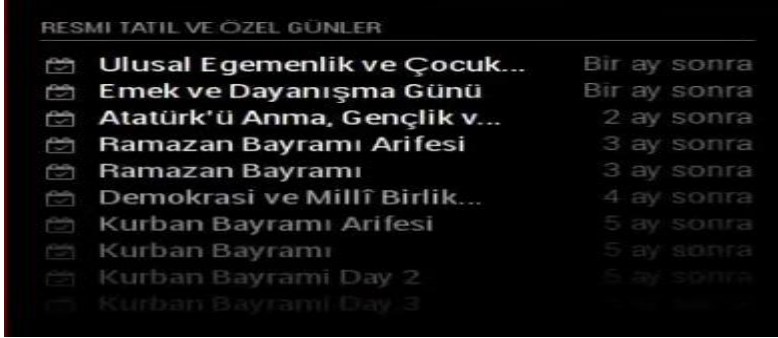 RESMI TATIL VE ÖZEL GÜNLER
Ulusal Egemenlik ve Çocuk... Bir ay sonra
Emek ve Dayanışma Günü Bir ay sonra
Atatürk'ü Anma, Gençlik v... 2 ay sonra
Ramazan Bayramı Arifesi 3 ay sonra
Ramazan Bayramı 3 ay sonra
Demokrasi ve Millî Birlik... 4 ay sonra
Kurban Bayramı Arifesi 5 ay sonra
Kurban Bayramı 5 ay sonra
Kurban Bayrami Day 2 5 ay sonra
Kurban Bayrami Day 3